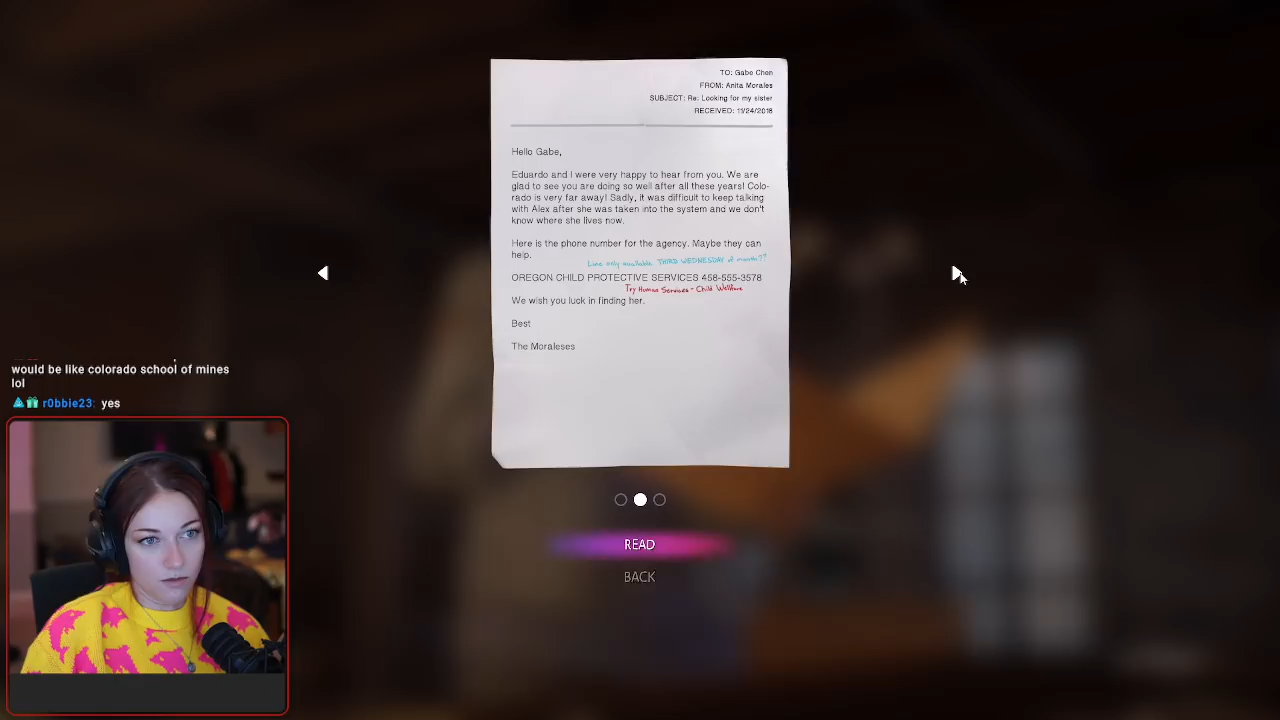 TO: Gabe Chen
FROM: Anita Morales
SUBJECT: Re: Looking for my sister
RECEIVED: 11/24/2018
Hello Gabe,
Eduardo and I were very happy to hear from you. We are
glad to see you are doing so well after all these years! Colo-
rado is very far away! Sadly, it was difficult to keep talking
with Alex after she was taken into the system and we don't
know where she lives now.
Here is the phone number for the agency. Maybe they can
help.
Line only available THIRD WEDNESDAY of month??
OREGON CHILD PROTECTIVE SERVICES 458-555-3578
Try Human Services - Child Welfare
We wish you luck in finding her.
Best
The Moraleses
READ
BACK
would be like colorado school of mines
lol
r0bbie23: yes